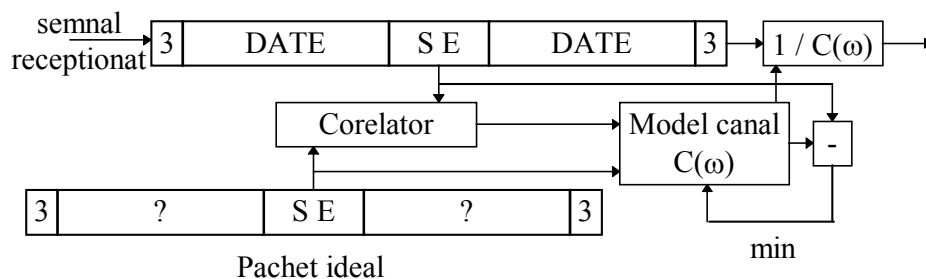 semnal
receptionat
3 DATE S E DATE 3
1 / C(ω)
Corelator
Model canal
C(ω)
-
3 ? S E ? 3
min
Pachet ideal